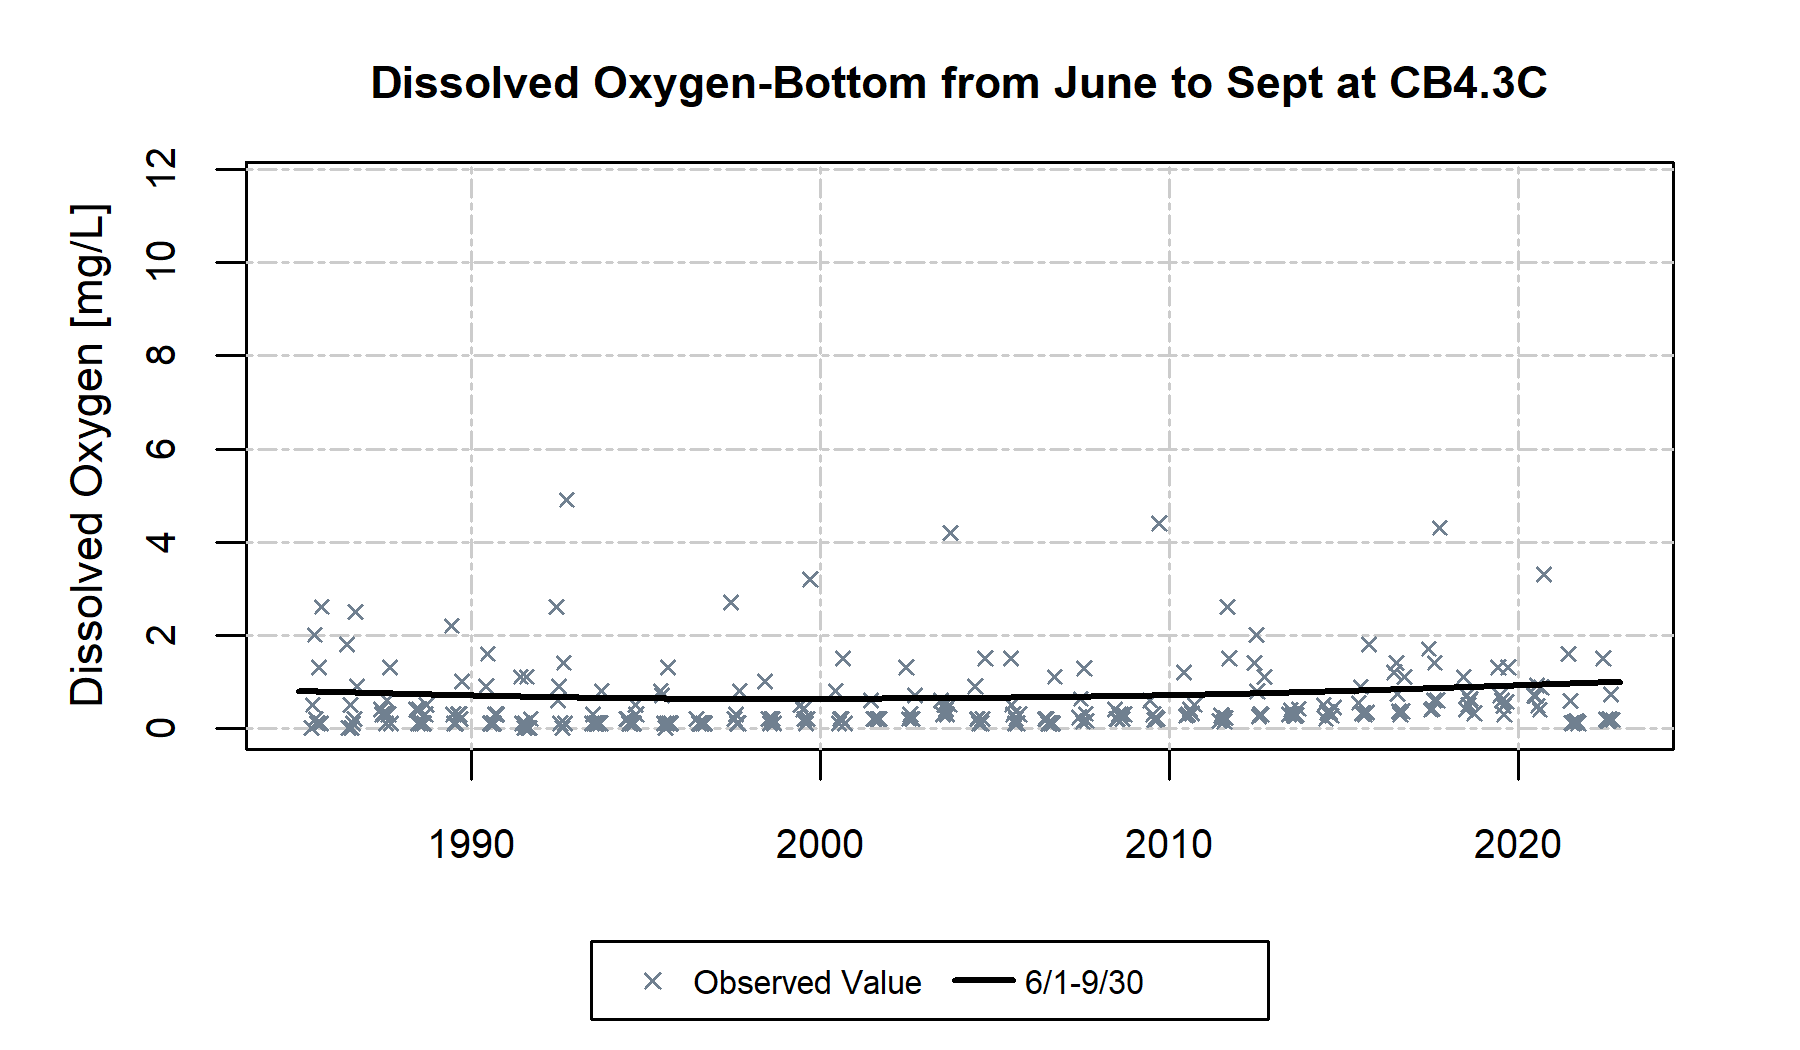 Dissolved Oxygen-Bottom from June to Sept at CB4.3C
Dissolved Oxygen [mg/L]
12
10
8
6
4
2
0
1990 2000 2010 2020
Observed Value 6/1-9/30